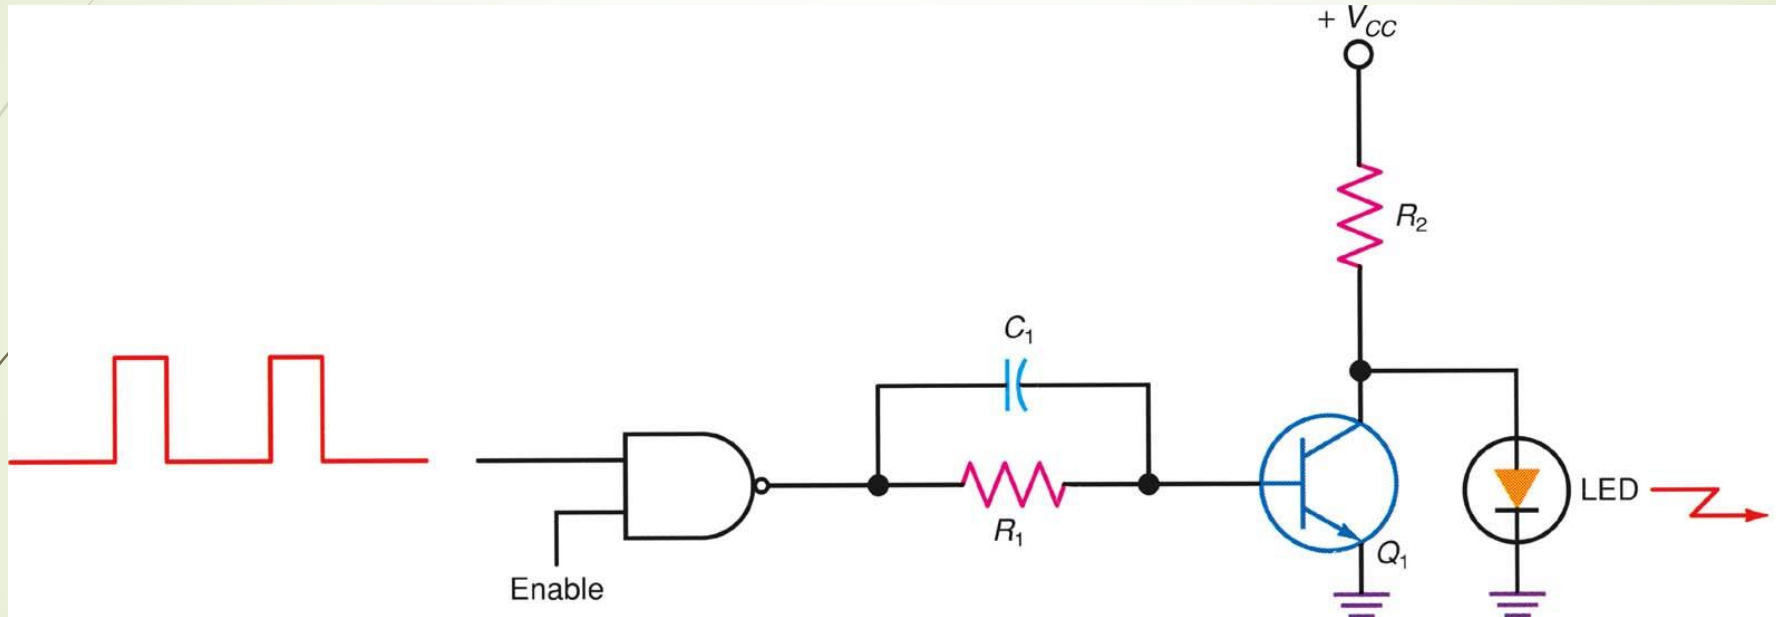 + VCC
R2
C1
R1
LED
Q1
Enable